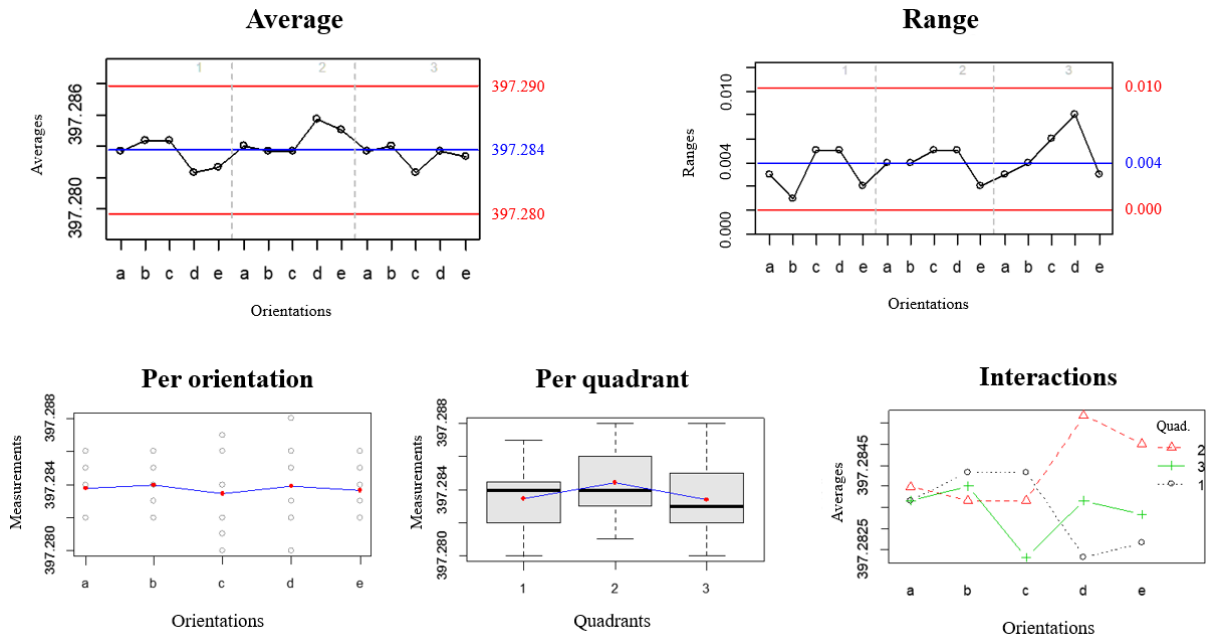 Average
1 2 3
397.290
397.286
397.284
397.280
397.280
Averages
a b c d e a b c d e a b c d e
Orientations
Range
1 2 3
0.010
0.010
0.004
0.004
0.000
0.000
Ranges
a b c d e a b c d e a b c d e
Orientations
Per orientation
397.288
397.284
397.280
Measurements
a b c d e
Orientations
Per quadrant
397.288
397.284
397.280
Measurements
1 2 3
Quadrants
Interactions
Quad.
2
3
1
397.2845
397.2825
Averages
a b c d e
Orientations